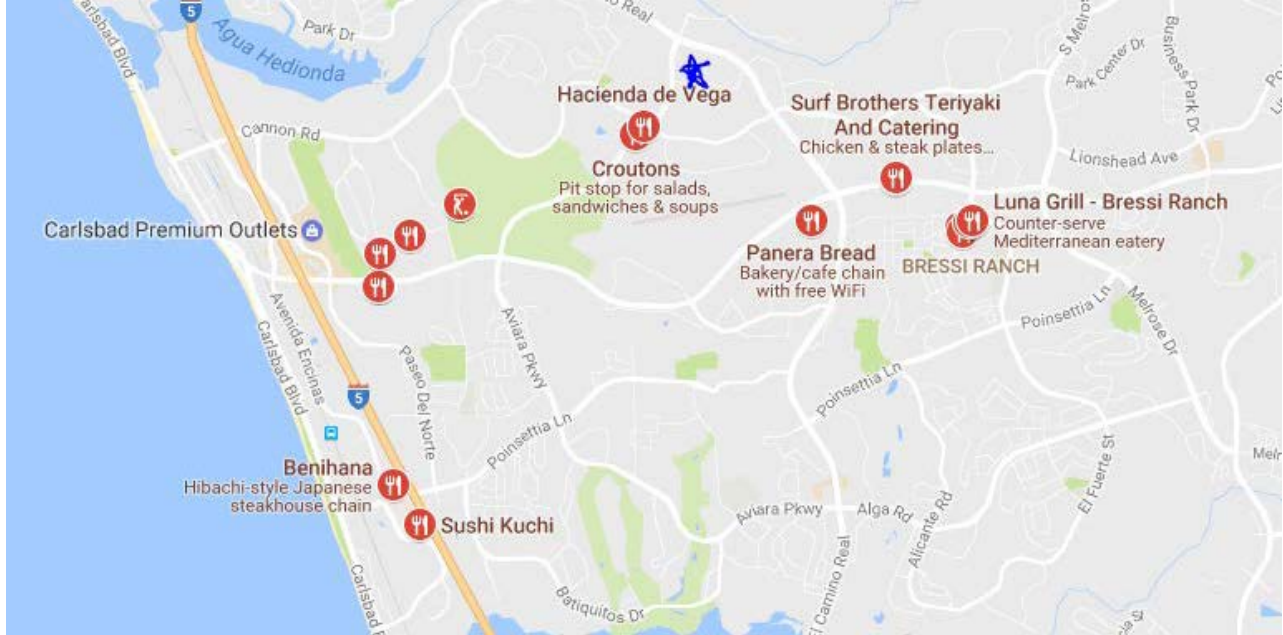 5
Carlsbad Blvd
Park Dr
Agua Hedionda
Real
S Melros
Park Center Dr
Business Park Dr
Po
Hacienda de Vega
Surf Brothers Teriyaki
And Catering
Chicken & steak plates...
Cannon Rd
Lionshead Ave
Croutons
Pit stop for salads,
sandwiches & soups
Luna Grill - Bressi Ranch
Counter-serve
Mediterranean eatery
Carlsbad Premium Outlets
Panera Bread
Bakery/cafe chain
with free WiFi
BRESSI RANCH
Avenida Encinas
Carlsbad Blvd
Aviara Pkwy
Poinsettia Ln
Melrose Dr
Paseo Del Norte
Poinsettia Ln
5
Poinsettia Ln
Melr
Benihana
Hibachi-style Japanese
steakhouse chain
Sushi Kuchi
El Fuerte St
Aviara Pkwy
Alga Rd
Alicante Rd
El Camino Real
Carlsbad
Batiquitos Dr